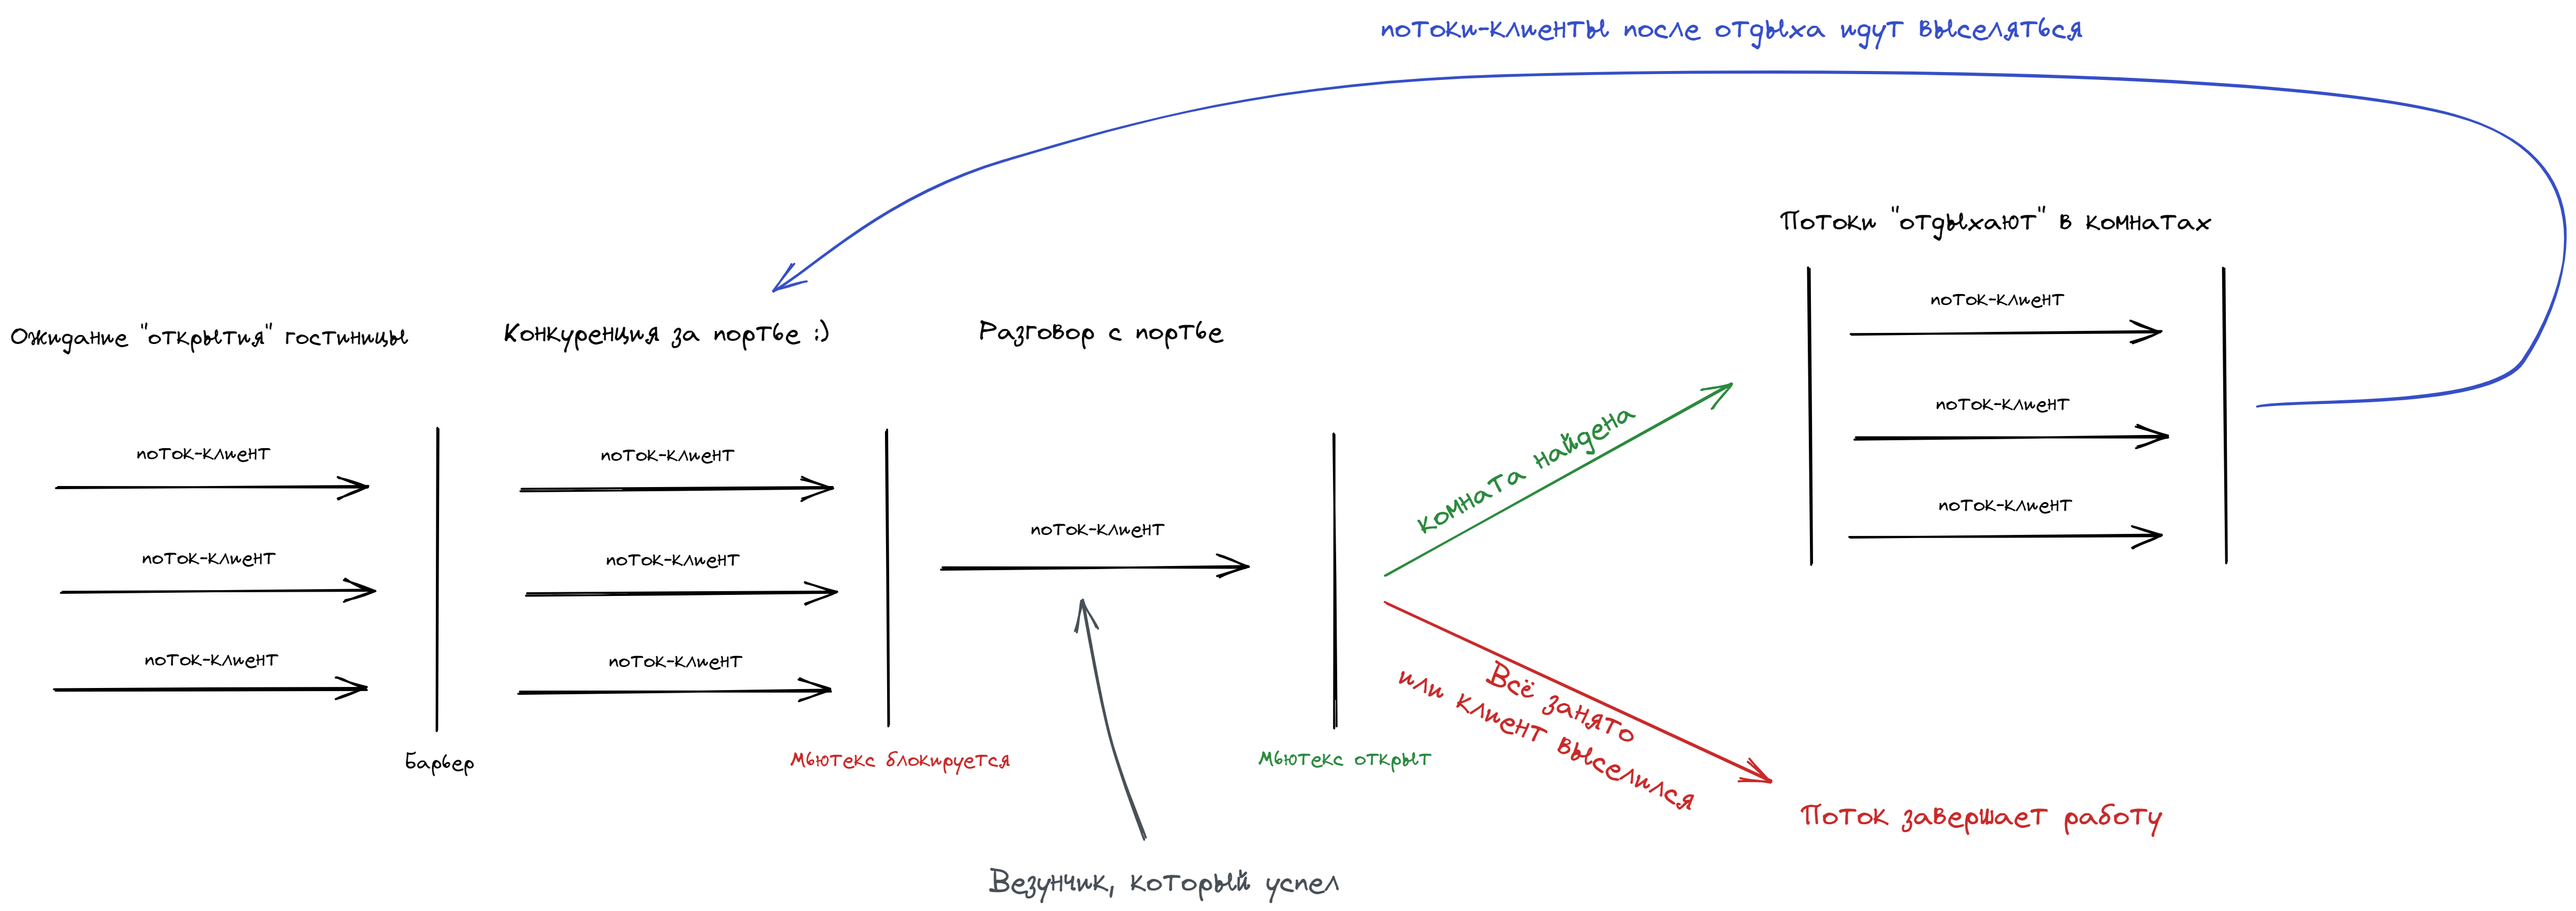 потоки-клиенты после отдыха идут выселяться
Потоки "отдыхают" в комнатах
Ожидание "открытия" гостиницы
Конкуренция за портье :)
Разговор с портье
поток-клиент
поток-клиент
поток-клиент
поток-клиент
поток-клиент
поток-клиент
поток-клиент
поток-клиент
поток-клиент
поток-клиент
комната найдена
Всё занято
или клиент выселился
Барьер
Мьютекс блокируется
Мьютекс открыт
Поток завершает работу
Везунчик, который успел